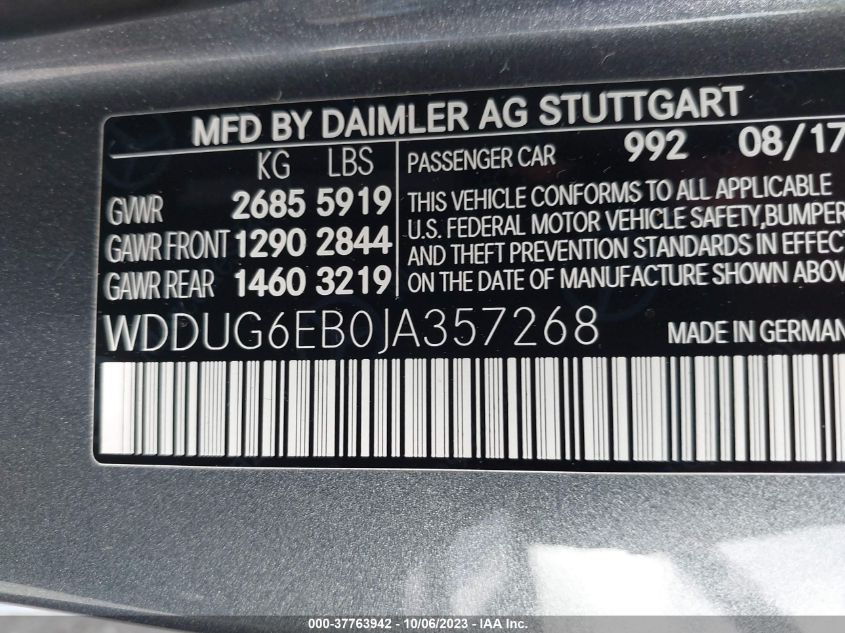 MFD BY DAIMLER AG STUTTGART
KG LBS
GVWR 2685 5919
GAWR FRONT 1290 2844
GAWR REAR 1460 3219
PASSENGER CAR 992 08/17
THIS VEHICLE CONFORMS TO ALL APPLICABLE
U.S. FEDERAL MOTOR VEHICLE SAFETY,BUMPER
AND THEFT PREVENTION STANDARDS IN EFFECT
ON THE DATE OF MANUFACTURE SHOWN ABOV
WDDUG6EB0JA357268
MADE IN GERMAN
000-37763942 - 10/06/2023 - IAA Inc.